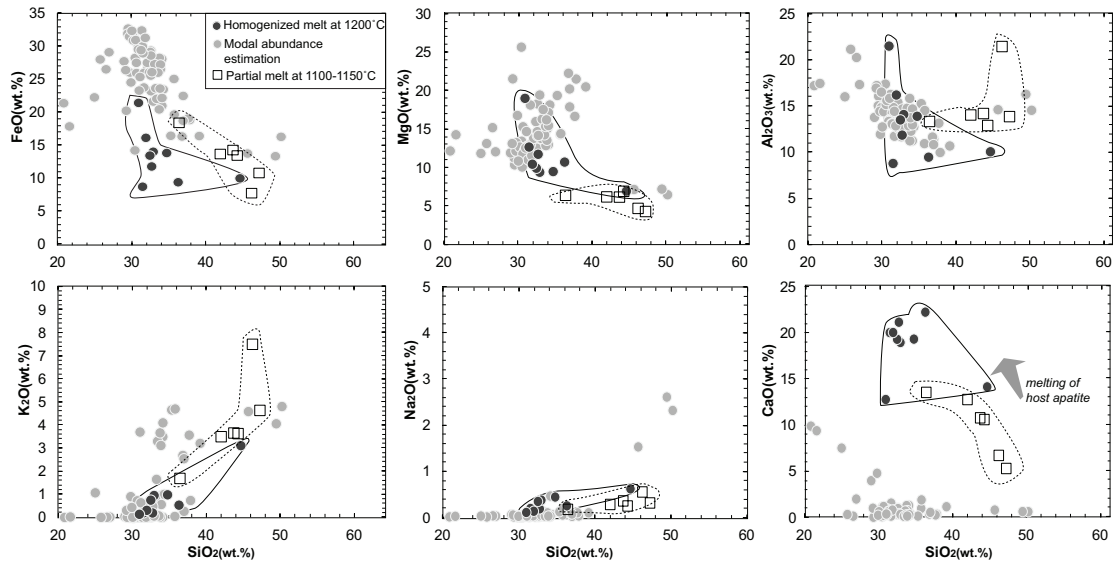 FeO(wt.%)
35
30
25
20
15
10
5
0
20 30 40 50 60
Homogenized melt at 1200˚C
Modal abundance
estimation
Partial melt at 1100-1150˚C
MgO(wt.%)
30
25
20
15
10
5
0
20 30 40 50 60
Al2O3(wt.%)
25
20
15
10
5
0
20 30 40 50 60
K2O(wt.%)
10
9
8
7
6
5
4
3
2
1
0
20 30 40 50 60
SiO2(wt.%)
Na2O(wt.%)
5
4
3
2
1
0
20 30 40 50 60
SiO2(wt.%)
CaO(wt.%)
25
20
15
10
5
0
melting of
host apatite
20 30 40 50 60
SiO2(wt.%)